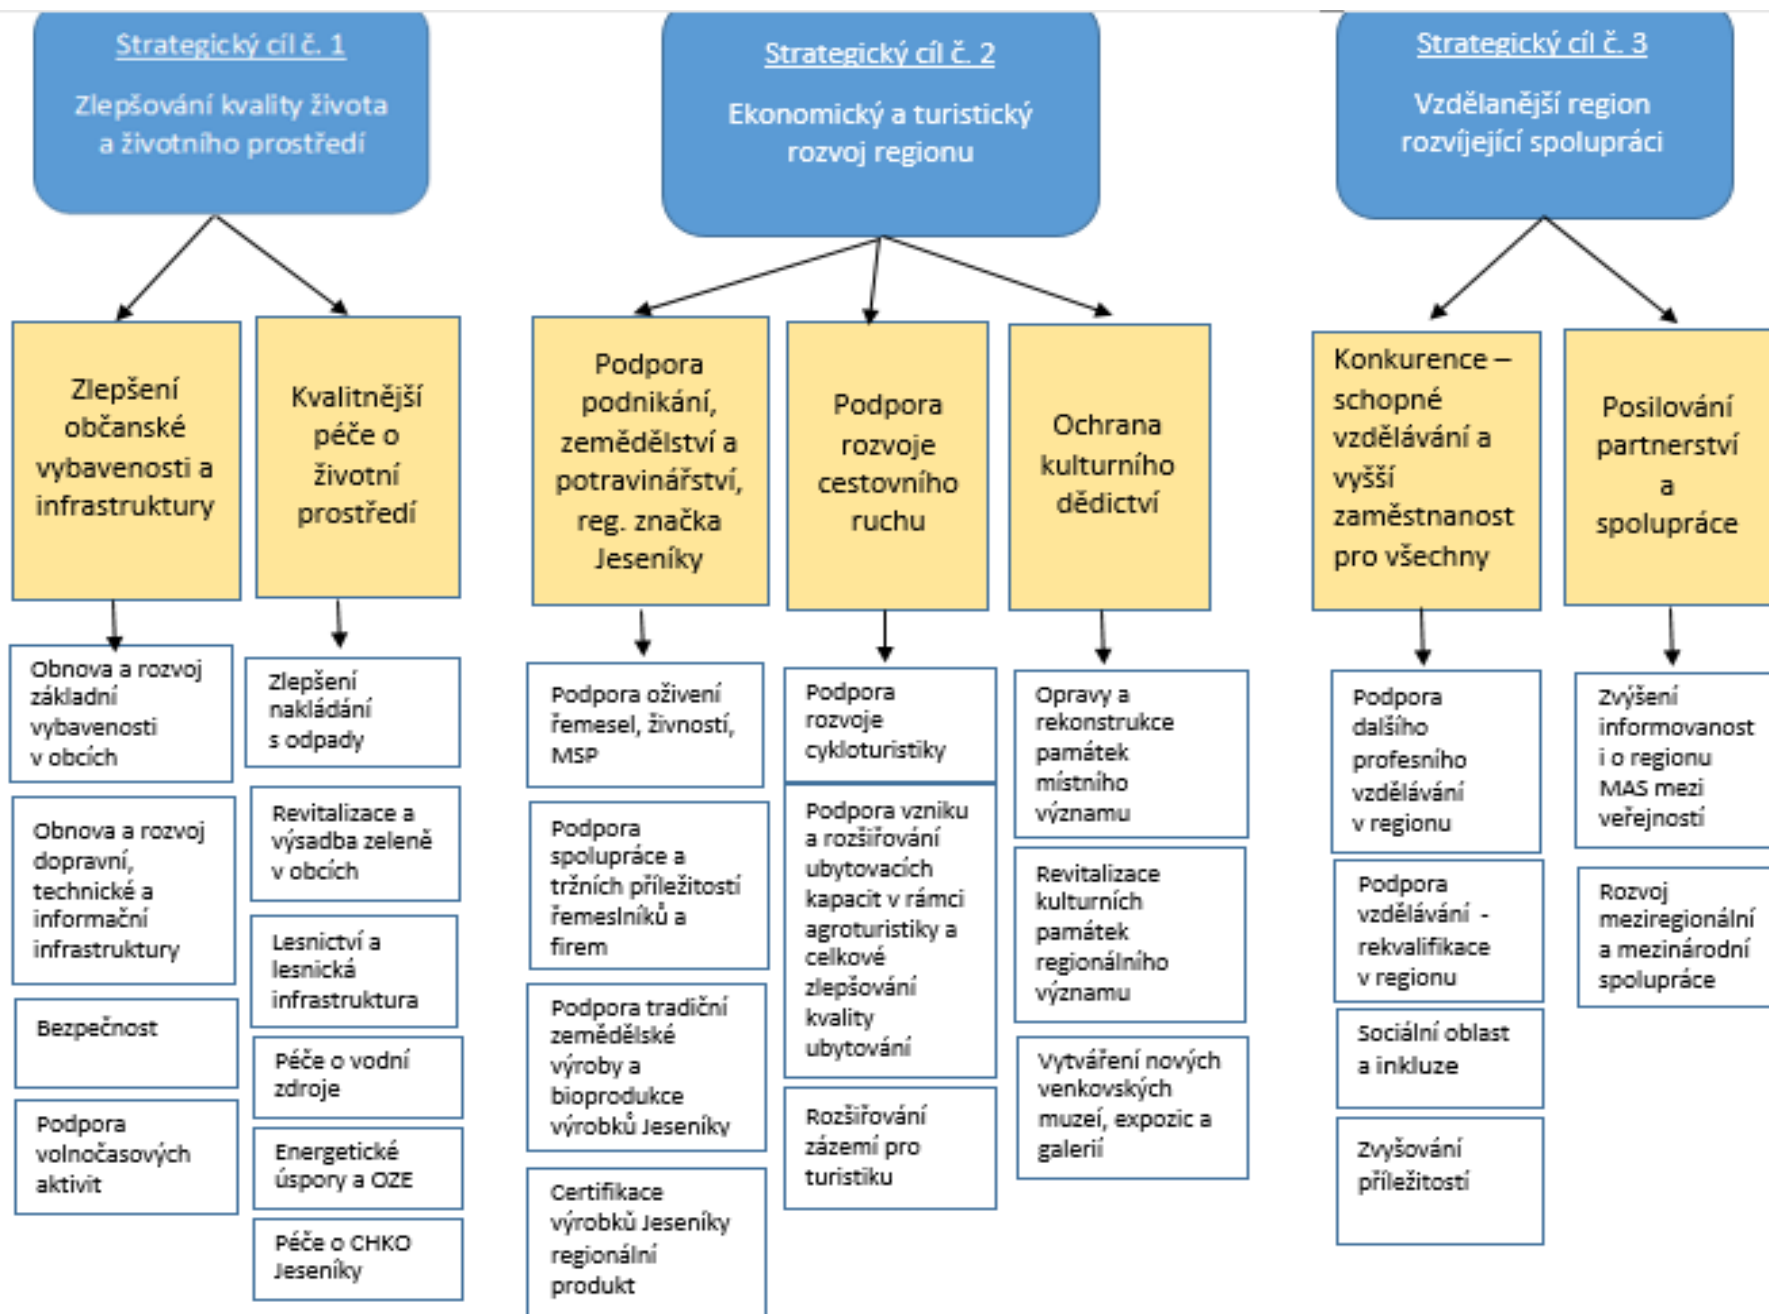 Strategický cíl č. 1
Zlepšování kvality života
a životního prostředí
Strategický cíl č. 2
Ekonomický a turistický
rozvoj regionu
Strategický cíl č. 3
Vzdělanější region
rozvíjející spolupráci
Zlepšení
občanské
vybavenosti a
infrastruktury
Kvalitnější
péče o
životní
prostředí
Podpora
podnikání,
zemědělství a
potravinářství,
reg. značka
Jeseníky
Podpora
rozvoje
cestovního
ruchu
Ochrana
kulturního
dědictví
Konkurence –
schopné
vzdělávání a
vyšší
zaměstnanost
pro všechny
Posilování
partnerství
a
spolupráce
Obnova a rozvoj
základní
vybavenosti
v obcích
Obnova a rozvoj
dopravní,
technické a
informační
infrastruktury
Bezpečnost
Podpora
volnočasových
aktivit
Zlepšení
nakládání
s odpady
Revitalizace a
výsadba zeleně
v obcích
Lesnictví a
lesnická
infrastruktura
Péče o vodní
zdroje
Energetické
úspory a OZE
Péče o CHKO
Jeseníky
Podpora oživení
řemesel, živností,
MSP
Podpora
spolupráce a
tržních příležitostí
řemeslníků a
firem
Podpora tradiční
zemědělské
výroby a
bioprodukce
výrobků Jeseníky
Certifikace
výrobků Jeseníky
regionální
produkt
Podpora
rozvoje
cykloturistiky
Podpora vzniku
a rozšiřování
ubytovacích
kapacit v rámci
agroturistiky a
celkové
zlepšování
kvality
ubytování
Rozšiřování
zázemí pro
turistiku
Opravy a
rekonstrukce
památek
místního
významu
Revitalizace
kulturních
památek
regionálního
významu
Vytváření nových
venkovských
muzeí, expozic a
galerií
Podpora
dalšího
profesního
vzdělávání
v regionu
Podpora
vzdělávání -
rekvalifikace
v regionu
Sociální oblast
a inkluze
Zvyšování
příležitostí
Zvýšení
informovanost
i o regionu
MAS mezi
veřejností
Rozvoj
meziregionální
a mezinárodní
spolupráce